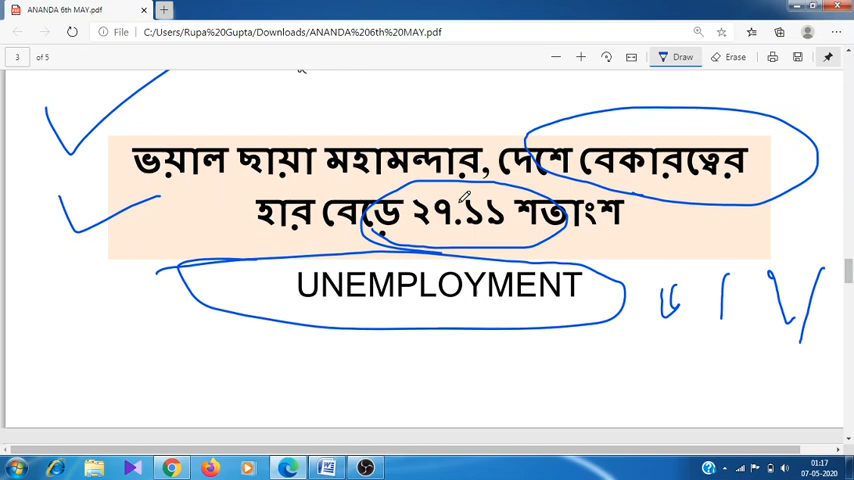 ANANDA 6th MAY.pdf
3 of 5
File C:/Users/Rupa%20Gupta/Downloads/ANANDA%206th%20MAY.pdf
Draw
Erase
ভয়াল ছায়া মহামন্দার, দেশে বেকারত্বের
হার বেড়ে ২৭.১১ শতাংশ
UNEMPLOYMENT
01:17
07-05-2020